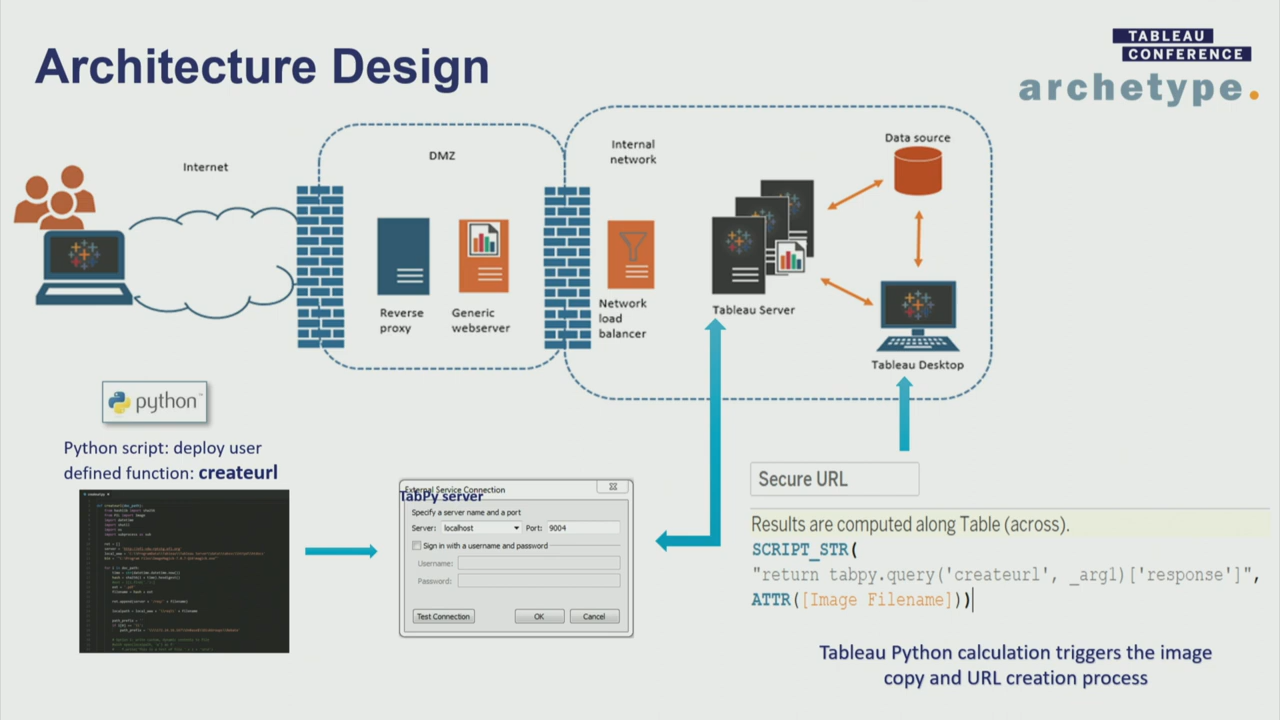 Architecture Design
TABLEAU
CONFERENCE
archetype.
Internet
DMZ
Internal
network
Data source
Reverse
proxy
Generic
webserver
Network
load
balancer
Tableau Server
Tableau Desktop
python
Python script: deploy user
defined function: createurl
External Service Connection
TabPy server
Specify a server name and a port
Server: localhost Port: 9004
Sign in with a username and password
Username:
Password:
Test Connection OK Cancel
Secure URL
Results are computed along Table (across).
SCRIPT_STR(
"return tabpy.query('createurl', _arg1)['response']",
ATTR([Image Filename]))
Tableau Python calculation triggers the image
copy and URL creation process